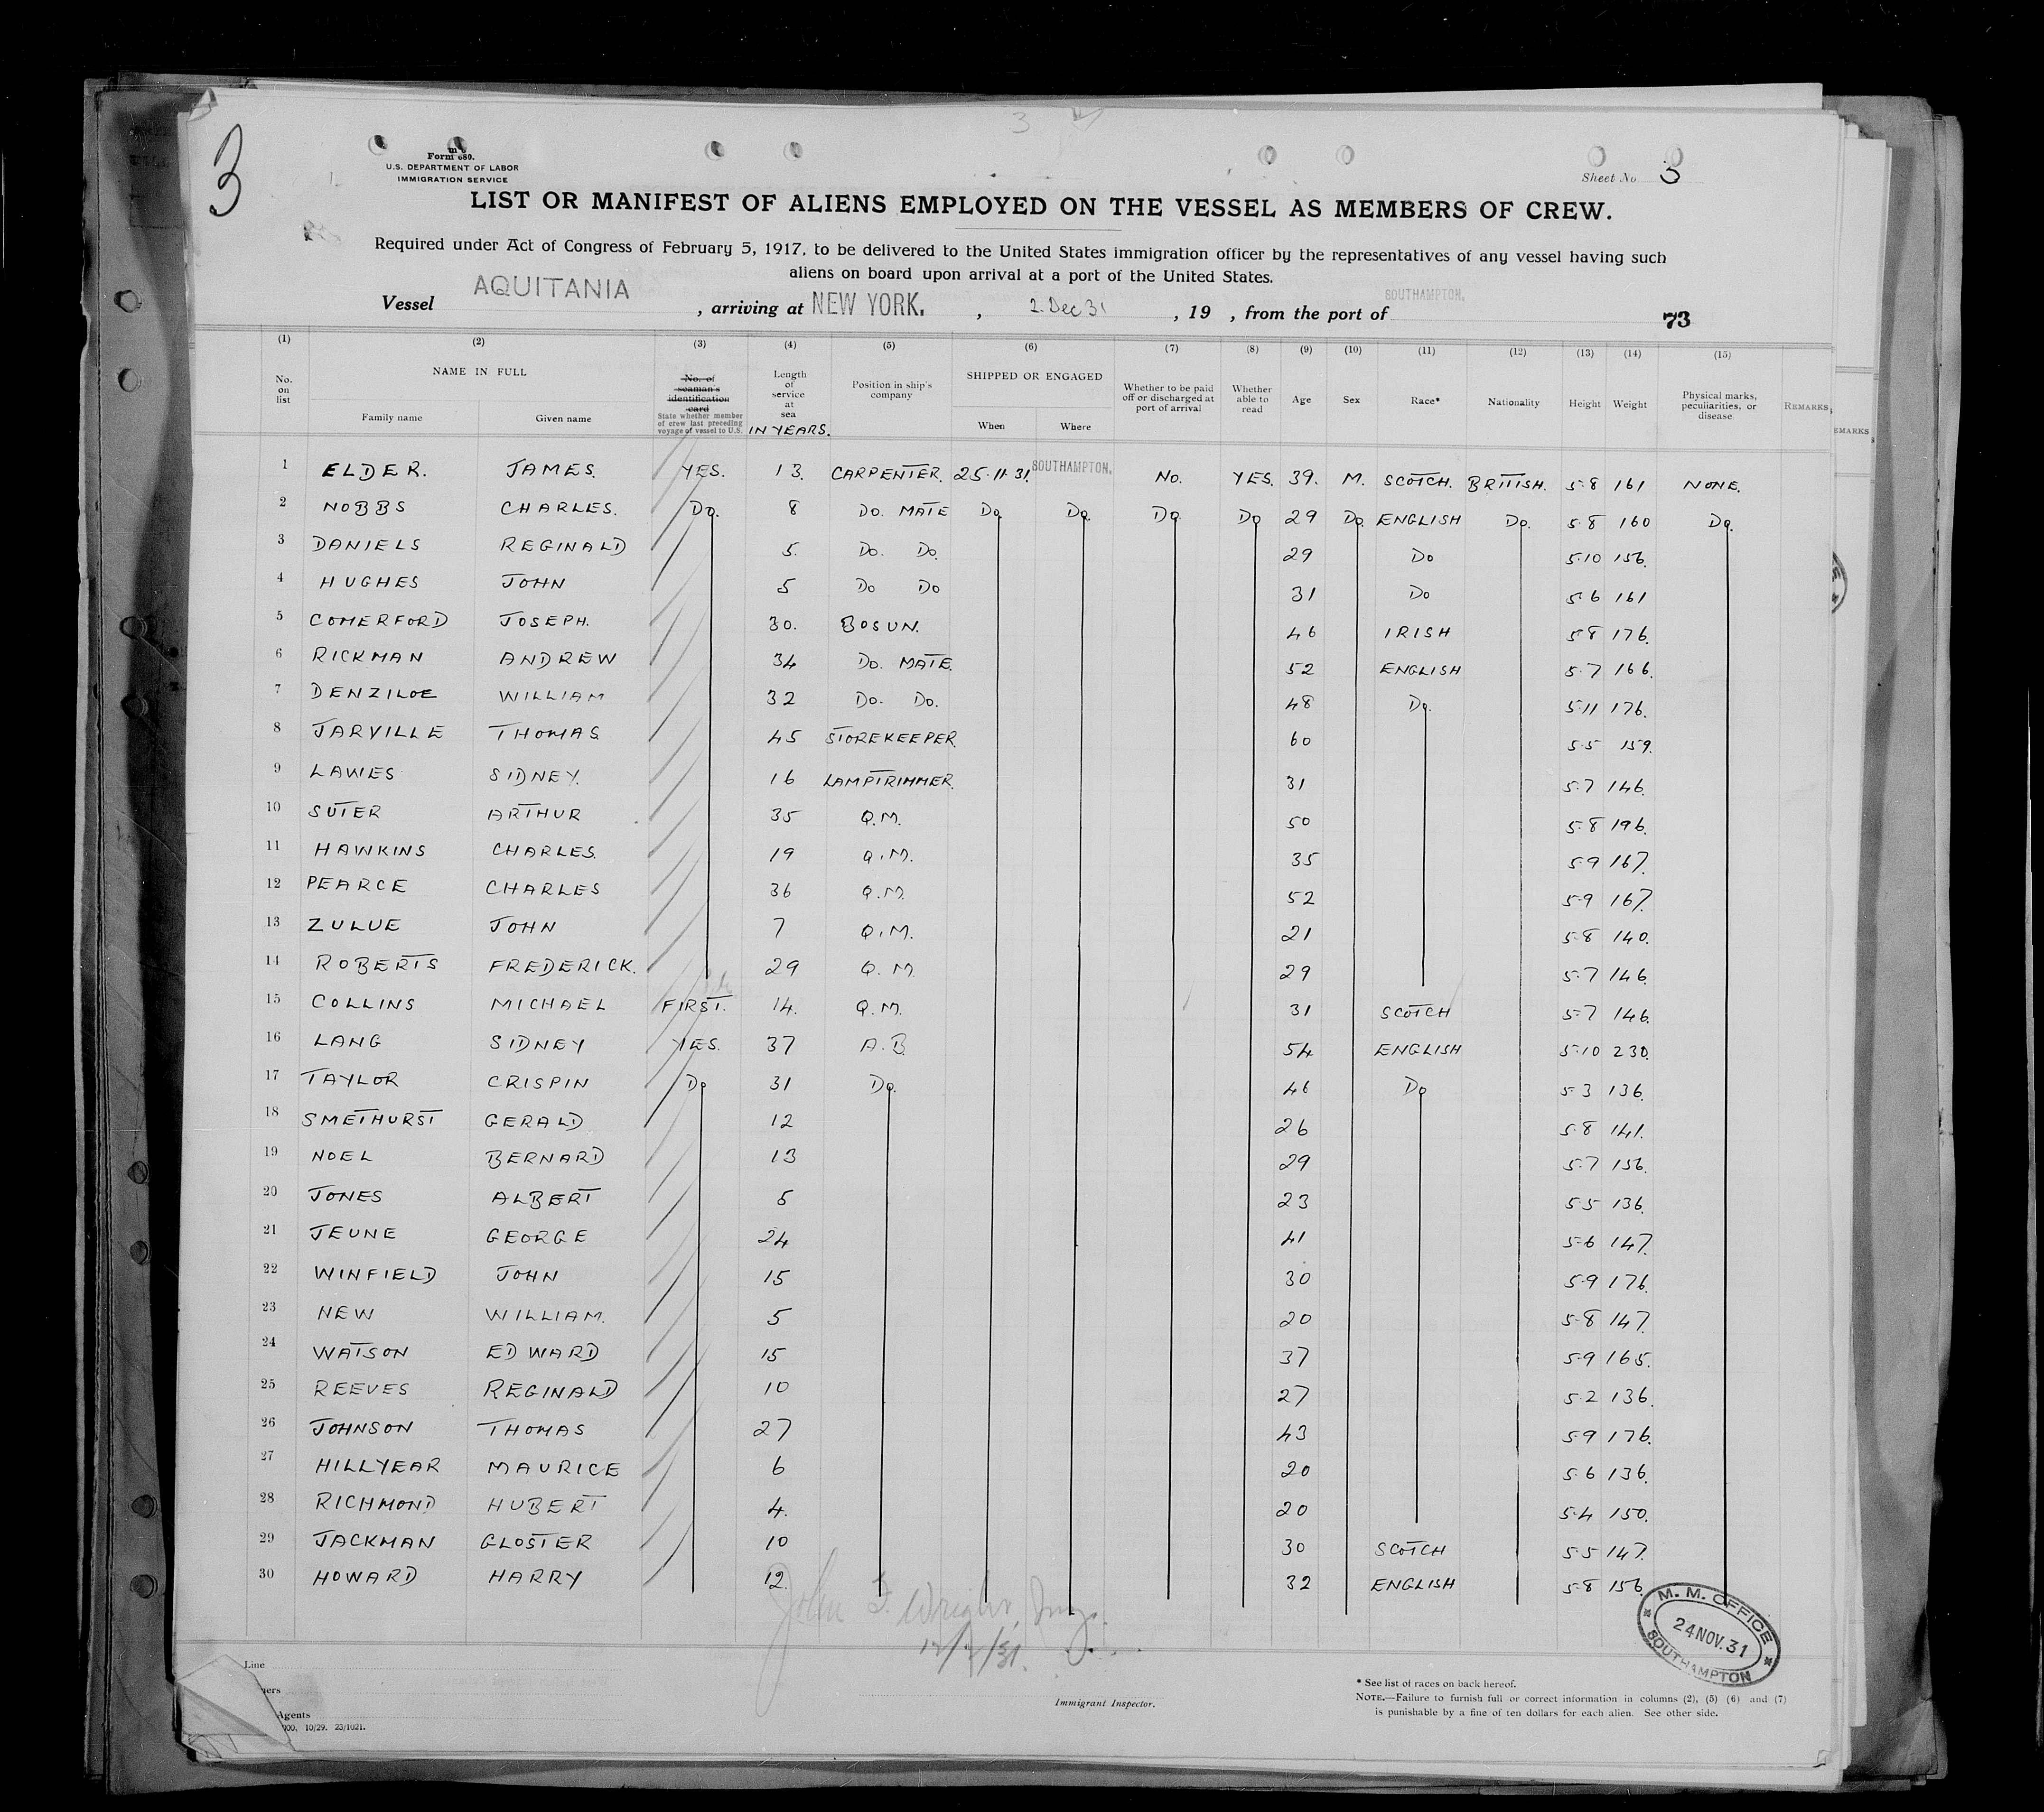 3
3
Form 680.
U.S. DEPARTMENT OF LABOR
IMMIGRATION SERVICE
Sheet No 3
LIST OR MANIFEST OF ALIENS EMPLOYED ON THE VESSEL AS MEMBERS OF CREW.
Required under Act of Congress of February 5, 1917, to be delivered to the United States immigration officer by the representatives of any vessel having such
aliens on board upon arrival at a port of the United States.
Vessel AQUITANIA , arriving at NEW YORK. , 2. Dec 31 , 19 , from the port of SOUTHAMPTON.
73
(1) (2) (3) (4) (5) (6) (7) (8) (9) (10) (11) (12) (13) (14) (15)
No. on list
NAME IN FULL
Family name Given name
No. of seaman's identification card
State whether member of crew last preceding voyage of vessel to U.S.
Length of service at sea IN YEARS.
Position in ship's company
SHIPPED OR ENGAGED
When Where
Whether to be paid off or discharged at port of arrival
Whether able to read
Age Sex Race* Nationality Height Weight
Physical marks, peculiarities, or disease
REMARKS
EMARKS
1 ELDER. JAMES. YES. 13. CARPENTER. 25.11.31. SOUTHAMPTON. No. YES. 39. M. SCOTCH. BRITISH. 5-8 161 NONE.
2 NOBBS CHARLES. Do. 8 Do. MATE Do Do. Do Do 29 Do. ENGLISH Do. 5-8 160 Do.
3 DANIELS REGINALD 5. Do. Do. 29 Do 5-10 156.
4 HUGHES JOHN 5 Do Do 31 Do 5-6 161
5 COMERFORD JOSEPH. 30. BOSUN. 46 IRISH 5-8 176.
6 RICKMAN ANDREW 34 Do. MATE. 52 ENGLISH 5-7 166.
7 DENZILOE WILLIAM 32 Do. Do. 48 Do. 5-11 176.
8 JARVILLE THOMAS 45 STOREKEEPER. 60 5-5 159.
9 LAWES SIDNEY. 16 LAMPTRIMMER. 31 5-7 146.
10 SUTER ARTHUR 35 Q.M. 50 5-8 196.
11 HAWKINS CHARLES. 19 Q.M. 35 5-9 167.
12 PEARCE CHARLES 36 Q.M. 52 5-9 167.
13 ZULUE JOHN 7 Q.M. 21 5-8 140.
14 ROBERTS FREDERICK. 29 Q.M. 29 5-7 146.
15 COLLINS MICHAEL FIRST. 14. Q.M. 31 SCOTCH 5-7 146.
16 LANG SIDNEY YES. 37 A.B. 54 ENGLISH 5-10 230.
17 TAYLOR CRISPIN Do 31 Do. 46 Do 5-3 136.
18 SMETHURST GERALD 12 26 5-8 141.
19 NOEL BERNARD 13 29 5-7 156.
20 JONES ALBERT 5 23 5-5 136.
21 JEUNE GEORGE 24 41 5-6 147.
22 WINFIELD JOHN 15 30 5-9 176.
23 NEW WILLIAM. 5 20 5-8 147.
24 WATSON EDWARD 15 37 5-9 165.
25 REEVES REGINALD 10 27 5-2 136.
26 JOHNSON THOMAS 27 43 5-9 176.
27 HILLYEAR MAURICE 6 20 5-6 136.
28 RICHMOND HUBERT 4. 20 5-4 150.
29 JACKMAN GLOSTER 10 30 SCOTCH 5-5 147.
30 HOWARD HARRY 12. 32 ENGLISH 5-8 156.
John F. Wright
M. M. OFFICE
24 NOV. 31
SOUTHAMPTON
Line
ners
Agents
000, 10/29. 23/1021.
Immigrant Inspector.
* See list of races on back hereof.
NOTE.—Failure to furnish full or correct information in columns (2), (5) (6) and (7)
is punishable by a fine of ten dollars for each alien. See other side.